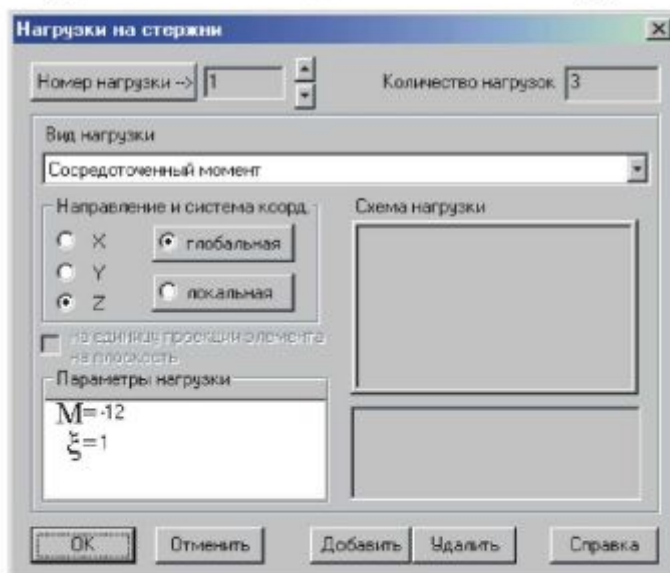 Нагрузки на стержни
Номер нагрузки --> 1 Количество нагрузок 3
Вид нагрузки
Сосредоточенный момент
Направление и система коорд. Схема нагрузки
X глобальная
Y
Z локальная
на единицу проекции элемента
на плоскость
Параметры нагрузки
M=-12
ξ=1
OK Отменить Добавить Удалить Справка